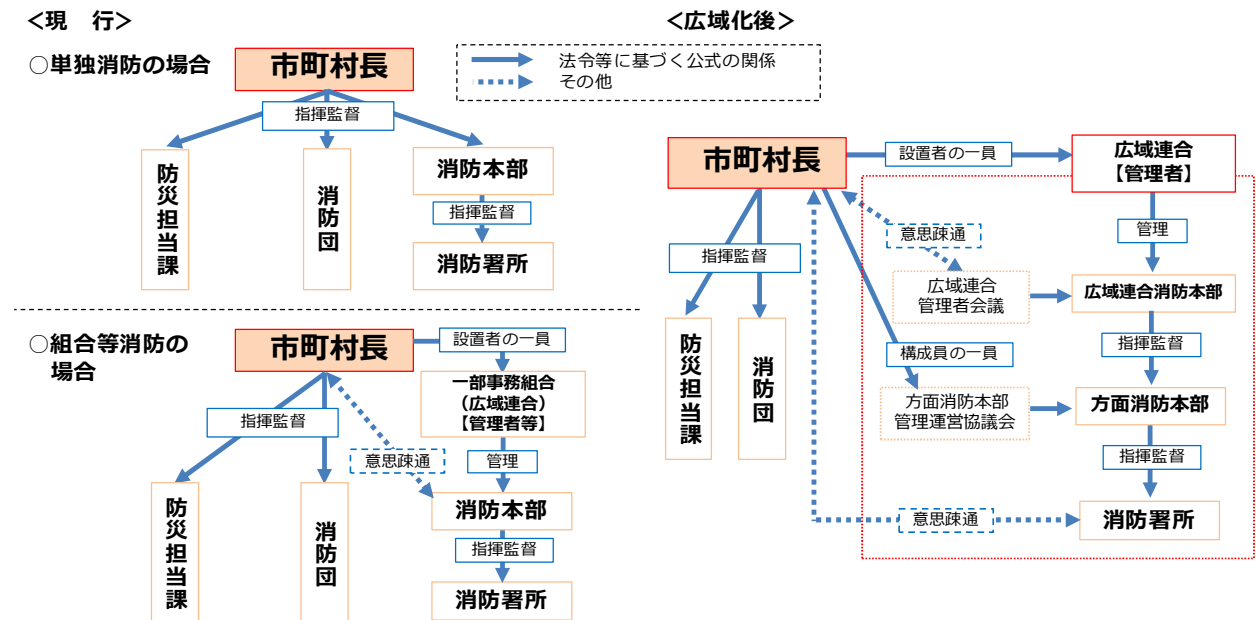 <現　行>
○単独消防の場合
市町村長
指揮監督
防災担当課
消防団
消防本部
指揮監督
消防署所
○組合等消防の
場合
市町村長
設置者の一員
一部事務組合
（広域連合）
【管理者等】
指揮監督
意思疎通
管理
防災担当課
消防団
消防本部
指揮監督
消防署所
<広域化後>
法令等に基づく公式の関係
その他
市町村長
設置者の一員
広域連合
【管理者】
意思疎通
管理
指揮監督
広域連合
管理者会議
広域連合消防本部
防災担当課
消防団
構成員の一員
指揮監督
方面消防本部
管理運営協議会
方面消防本部
指揮監督
意思疎通
消防署所